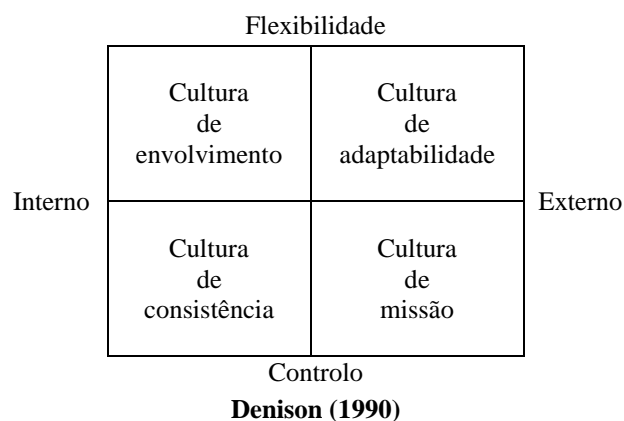 Flexibilidade
Cultura
de
envolvimento
Cultura
de
adaptabilidade
Interno
Externo
Cultura
de
consistência
Cultura
de
missão
Controlo
Denison (1990)